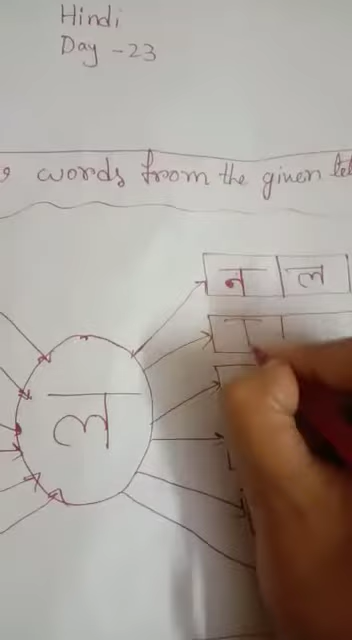 Hindi
Day -23
words from the given
न ल
ल